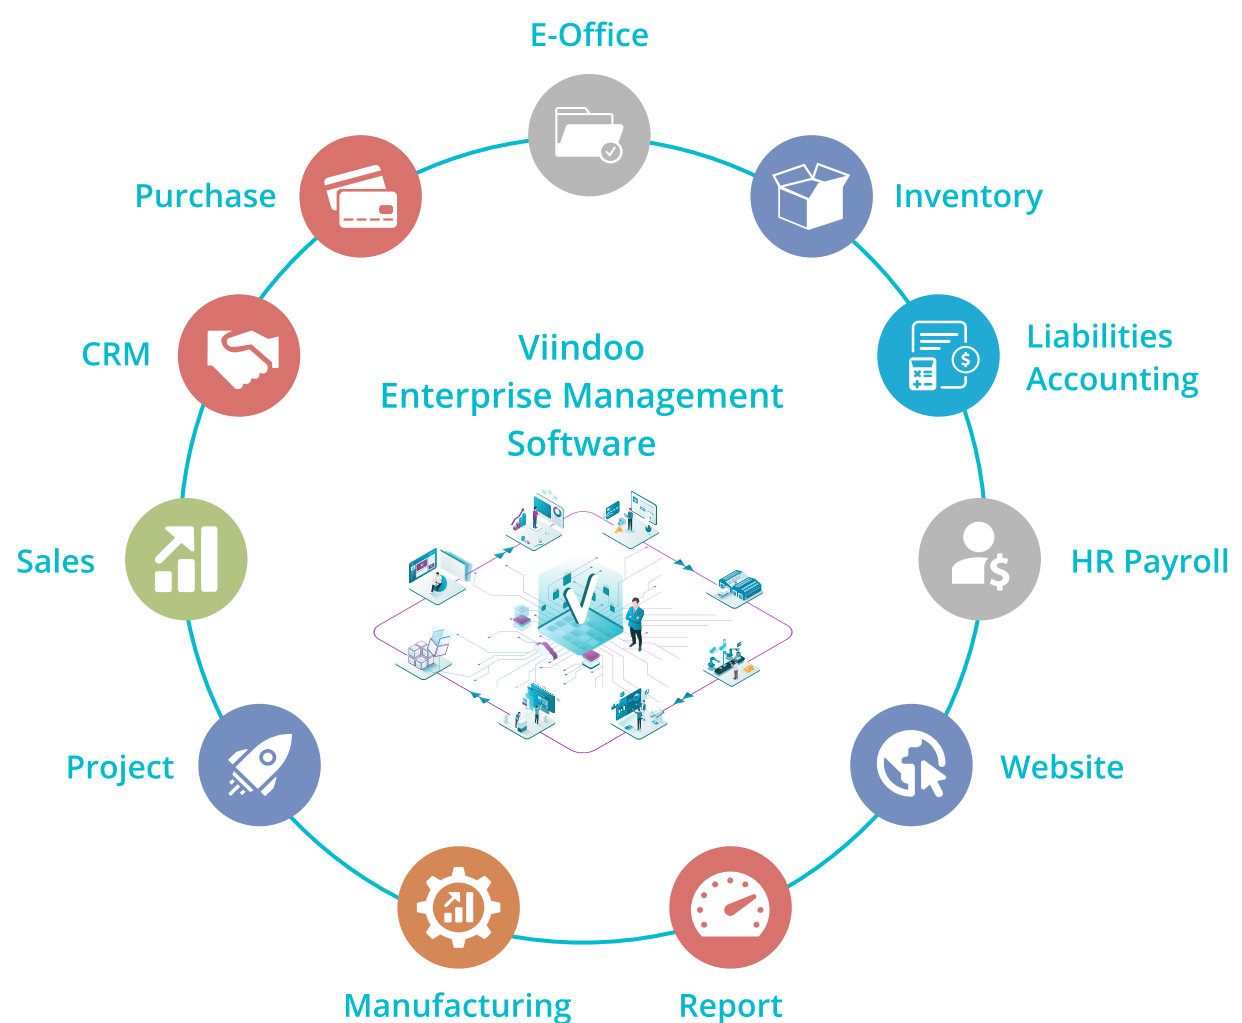 E-Office
Purchase
Inventory
CRM
Liabilities
Accounting
Viindoo
Enterprise Management
Software
Sales
HR Payroll
Project
Website
Manufacturing
Report